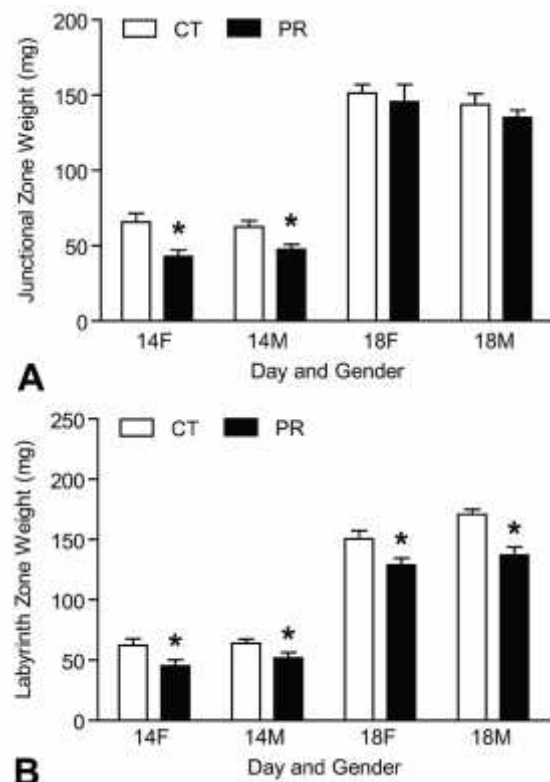 200
CT PR
150
100
50
0
Junctional Zone Weight (mg)
* *
14F 14M 18F 18M
Day and Gender
A
250
CT PR
200
150
100
50
0
Labyrinth Zone Weight (mg)
* * * *
14F 14M 18F 18M
Day and Gender
B